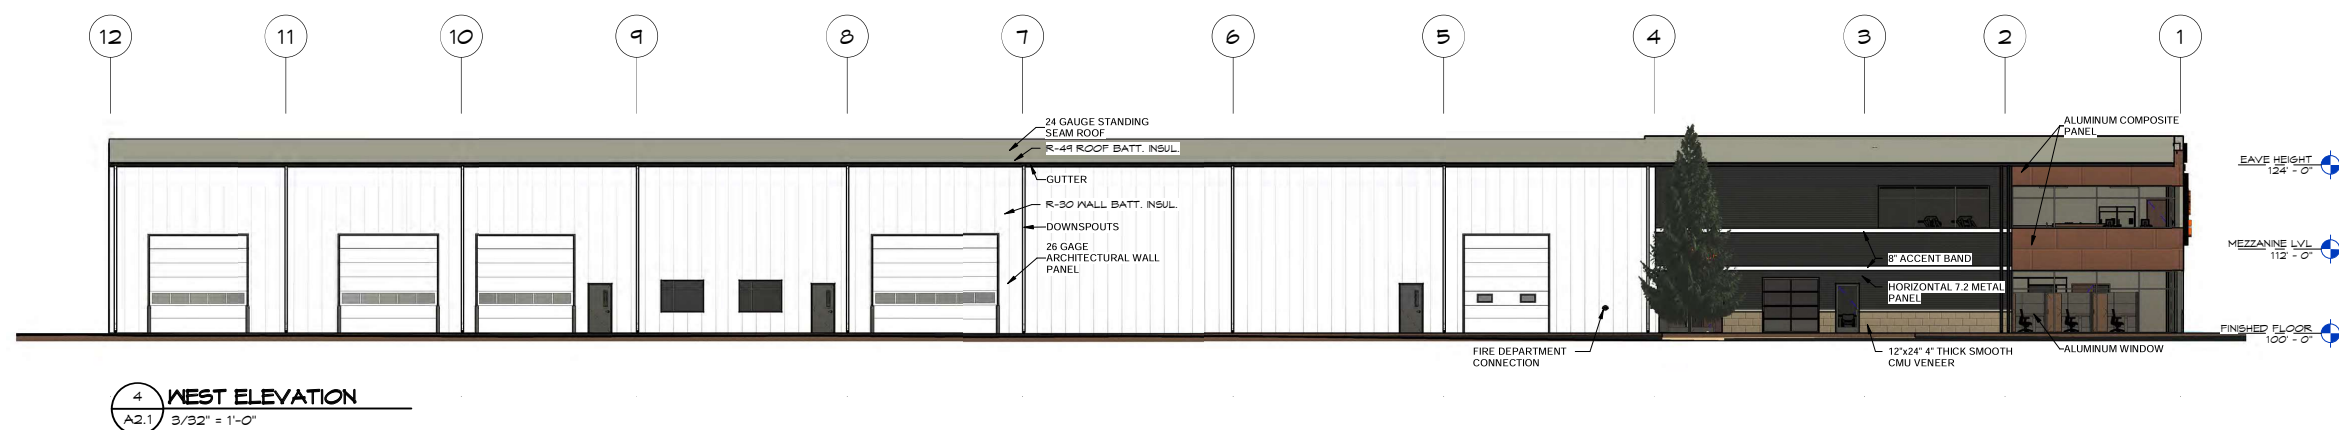 12 11 10 9 8 7 6 5 4 3 2 1
24 GAUGE STANDING
SEAM ROOF
R-49 ROOF BATT. INSUL.
GUTTER
R-30 WALL BATT. INSUL.
DOWNSPOUTS
26 GAGE
ARCHITECTURAL WALL
PANEL
ALUMINUM COMPOSITE
PANEL
EAVE HEIGHT
124' - 0"
MEZZANINE LVL
112' - 0"
8" ACCENT BAND
HORIZONTAL 7.2 METAL
PANEL
FINISHED FLOOR
100' - 0"
FIRE DEPARTMENT
CONNECTION
12"x24" 4" THICK SMOOTH
CMU VENEER
ALUMINUM WINDOW
4
A2.1
WEST ELEVATION
3/32" = 1'-0"